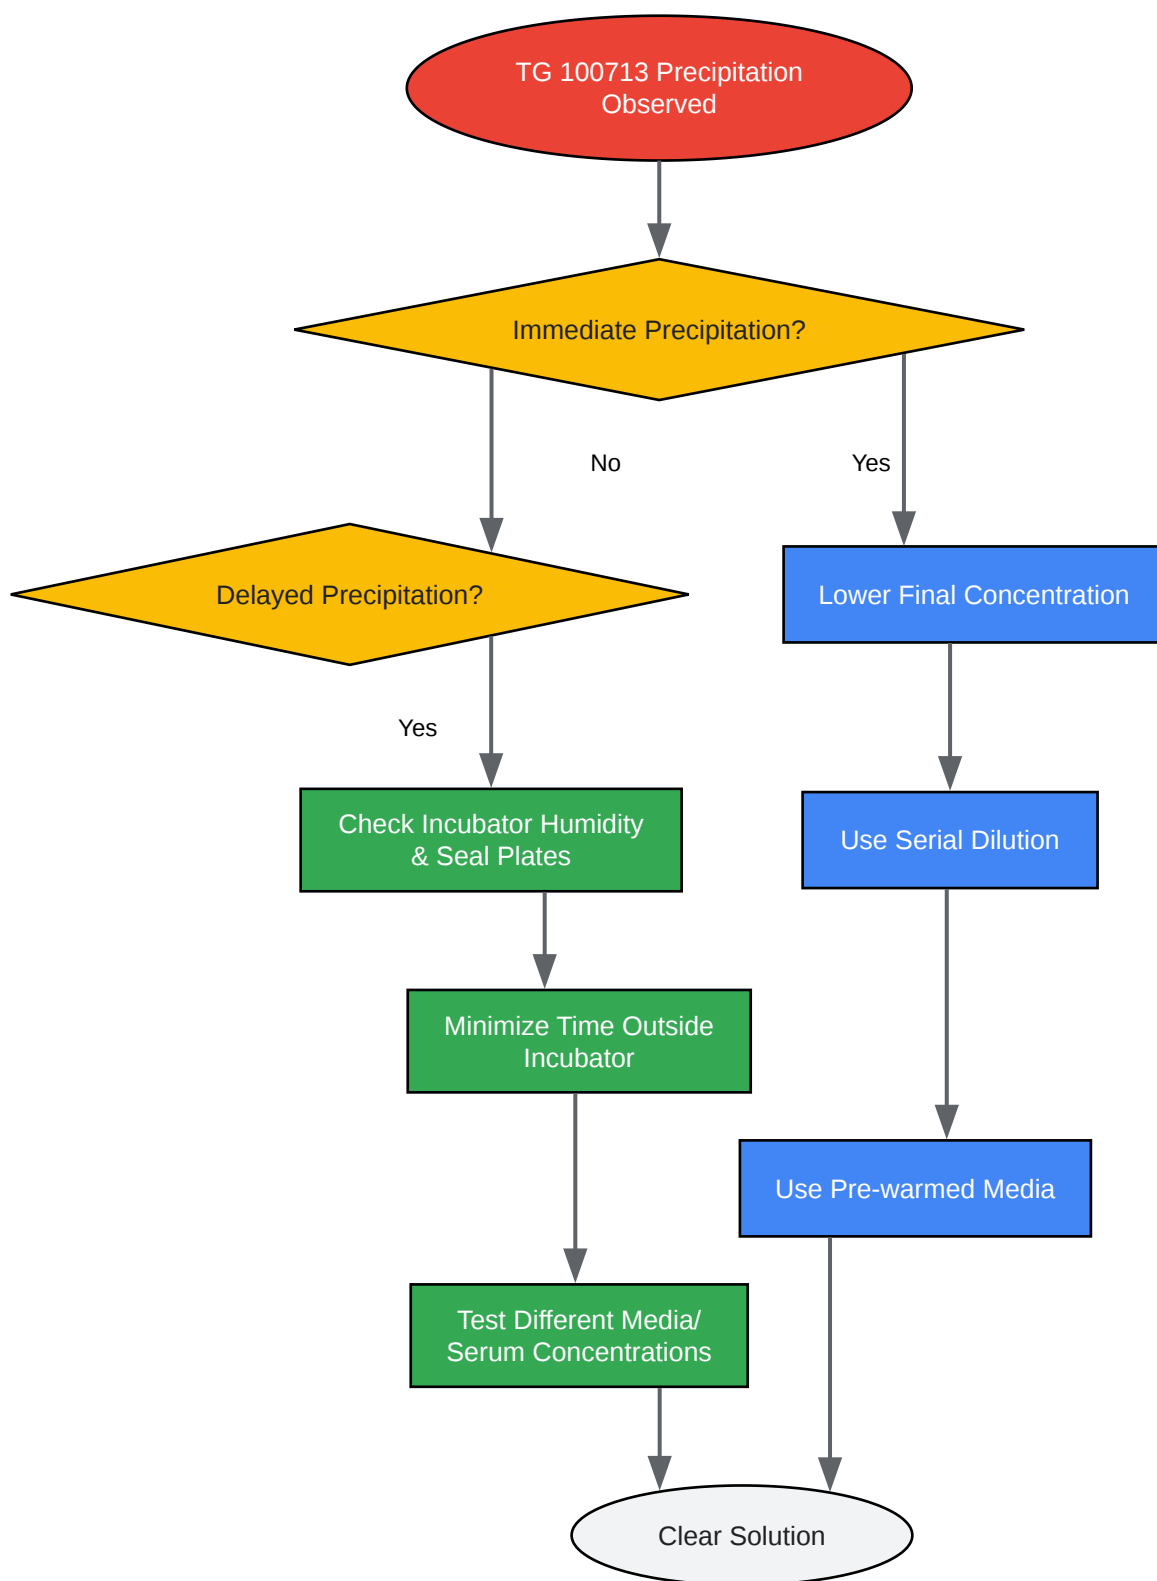 TG 100713 Precipitation
Observed
Immediate Precipitation?
No
Yes
Delayed Precipitation?
Lower Final Concentration
Yes
Check Incubator Humidity
& Seal Plates
Use Serial Dilution
Minimize Time Outside
Incubator
Use Pre-warmed Media
Test Different Media/
Serum Concentrations
Clear Solution